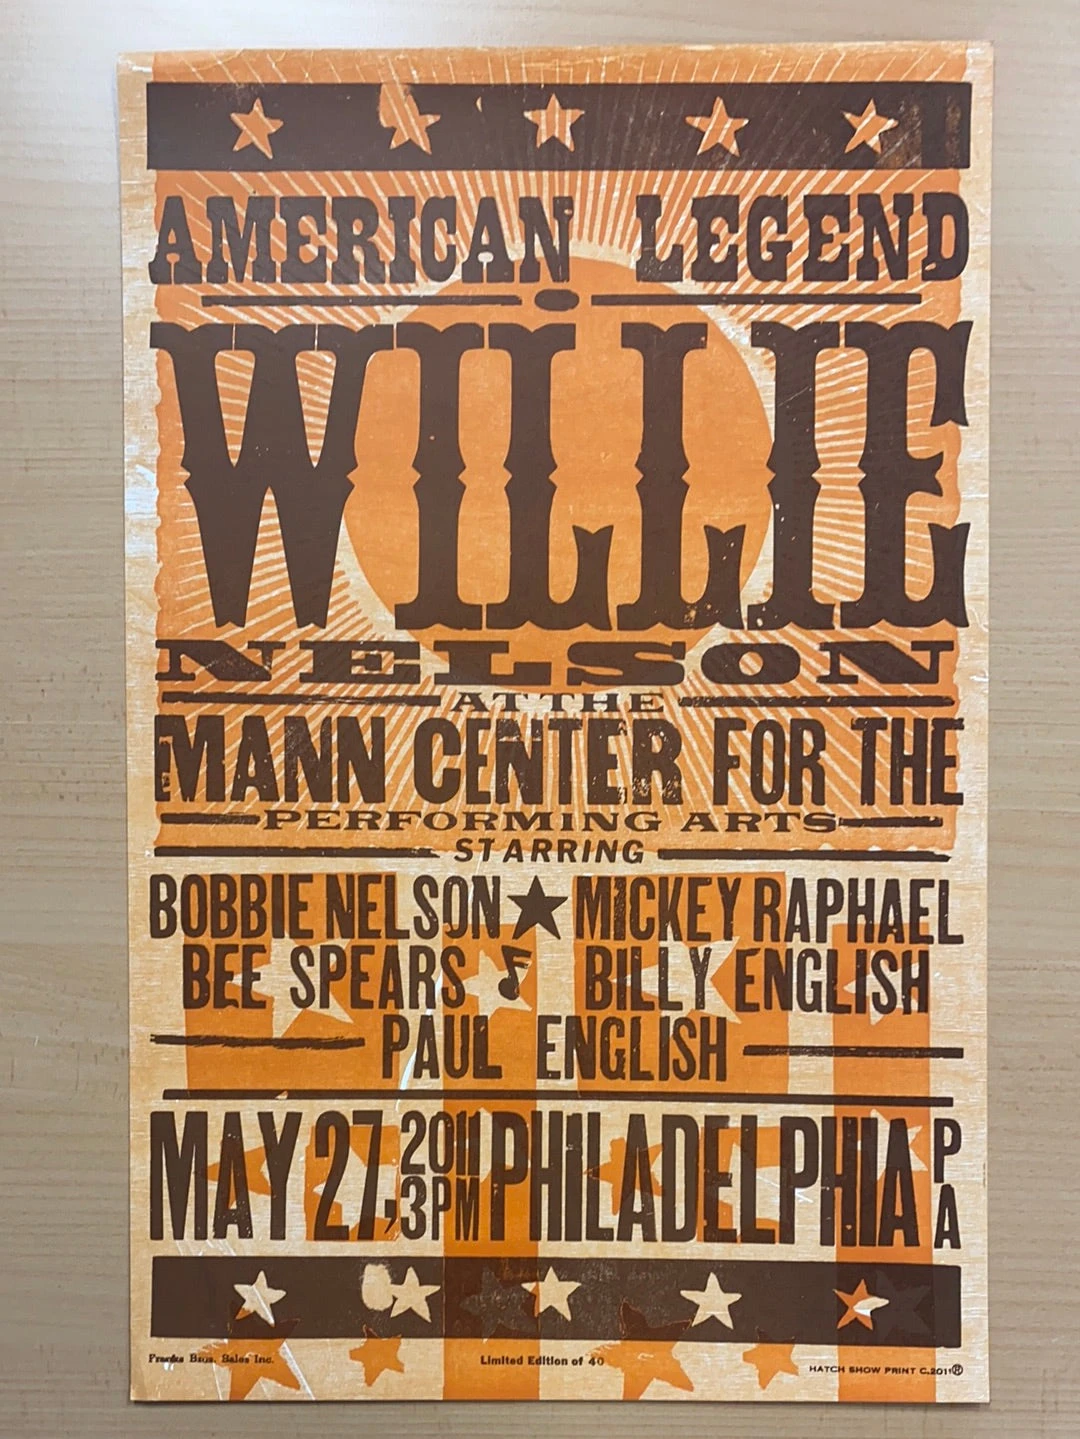 AMERICAN LEGEND
WILLIE
NELSON
AT THE
MANN CENTER FOR THE
PERFORMING ARTS
STARRING
BOBBIE NELSON ★ MICKEY RAPHAEL
BEE SPEARS ♪ BILLY ENGLISH
PAUL ENGLISH
MAY 27, 2011 3PM PHILADELPHIA PA
Bros. Sales Inc.
Limited Edition of 40
HATCH SHOW PRINT C.2011®